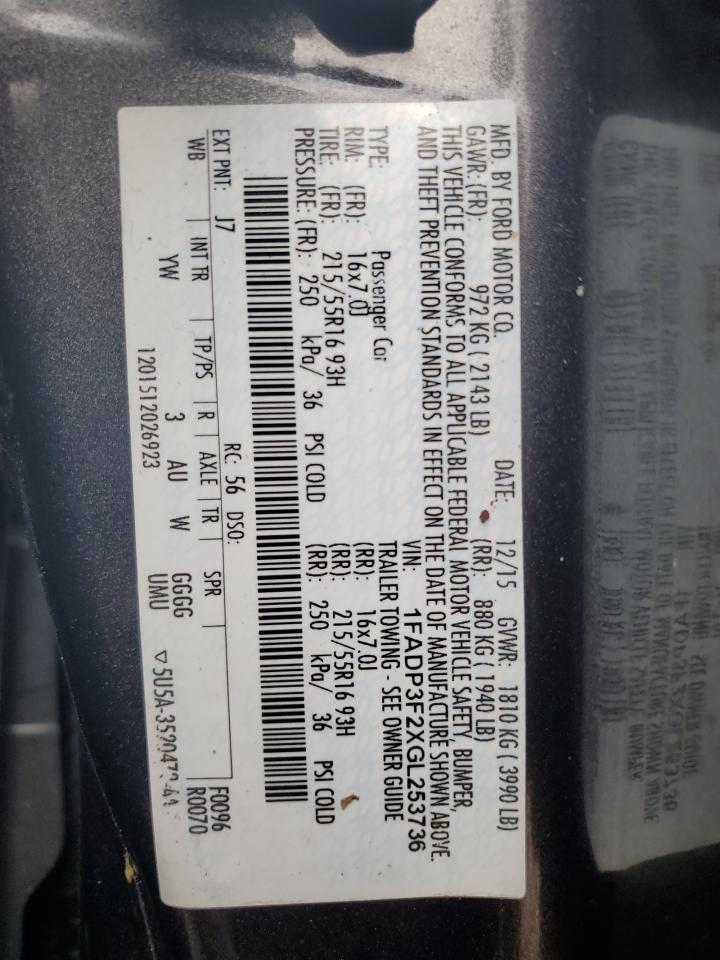 MFD. BY FORD MOTOR CO. DATE: 12/15 GVWR: 1810 KG ( 3990 LB)
GAWR: (FR): 972 KG ( 2143 LB) (RR): 880 KG ( 1940 LB)
THIS VEHICLE CONFORMS TO ALL APPLICABLE FEDERAL MOTOR VEHICLE SAFETY, BUMPER,
AND THEFT PREVENTION STANDARDS IN EFFECT ON THE DATE OF MANUFACTURE SHOWN ABOVE.
VIN: 1FADP3F2XGL253736
TYPE: Passenger Car TRAILER TOWING - SEE OWNER GUIDE
RIM: (FR): 16x7.0J (RR): 16x7.0J
TIRE: (FR): 215/55R16 93H (RR): 215/55R16 93H
PRESSURE: (FR): 250 kPa/ 36 PSI COLD (RR): 250 kPa/ 36 PSI COLD
EXT PNT: J7 RC: 56 DSO: F0096
WB INT TR TP/PS R AXLE TR SPR R0070
YW 3 AU W GGGG
UMU
1201512026923 ▽5U5A-3520472-